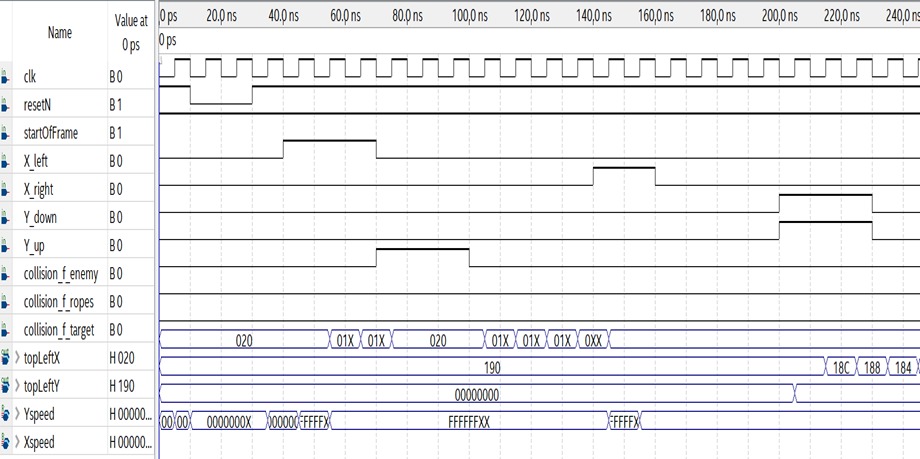 Name
Value at
0 ps
0 ps 20.0 ns 40.0 ns 60.0 ns 80.0 ns 100.0 ns 120.0 ns 140.0 ns 160.0 ns 180.0 ns 200.0 ns 220.0 ns 240.0 ns
0 ps
clk B 0
resetN B 1
startOfFrame B 1
X_left B 0
X_right B 0
Y_down B 0
Y_up B 0
collision_f_enemy B 0
collision_f_ropes B 0
collision_f_target B 0
020 01X 01X 020 01X 01X 01X 0XX
topLeftX H 020
190 18C 188 184
topLeftY H 190
00000000
Yspeed H 00000...
00 00 0000000X 00000 FFFFX FFFFFFXX FFFFX
Xspeed H 00000...